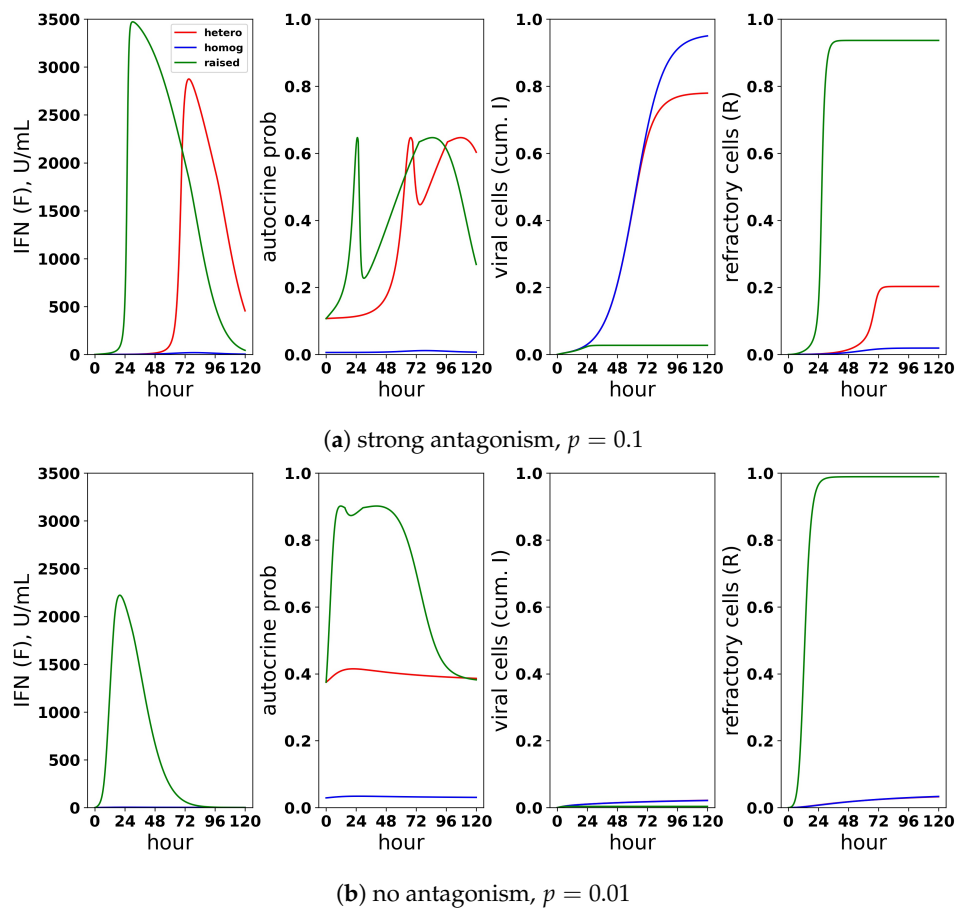 IFN (F), U/mL
3500
3000
2500
2000
1500
1000
500
0
hetero
homog
raised
0 24 48 72 96 120
hour
autocrine prob
1.0
0.8
0.6
0.4
0.2
0.0
0 24 48 72 96 120
hour
viral cells (cum. I)
1.0
0.8
0.6
0.4
0.2
0.0
0 24 48 72 96 120
hour
refractory cells (R)
1.0
0.8
0.6
0.4
0.2
0.0
0 24 48 72 96 120
hour
(a) strong antagonism, p = 0.1
IFN (F), U/mL
3500
3000
2500
2000
1500
1000
500
0
0 24 48 72 96 120
hour
autocrine prob
1.0
0.8
0.6
0.4
0.2
0.0
0 24 48 72 96 120
hour
viral cells (cum. I)
1.0
0.8
0.6
0.4
0.2
0.0
0 24 48 72 96 120
hour
refractory cells (R)
1.0
0.8
0.6
0.4
0.2
0.0
0 24 48 72 96 120
hour
(b) no antagonism, p = 0.01